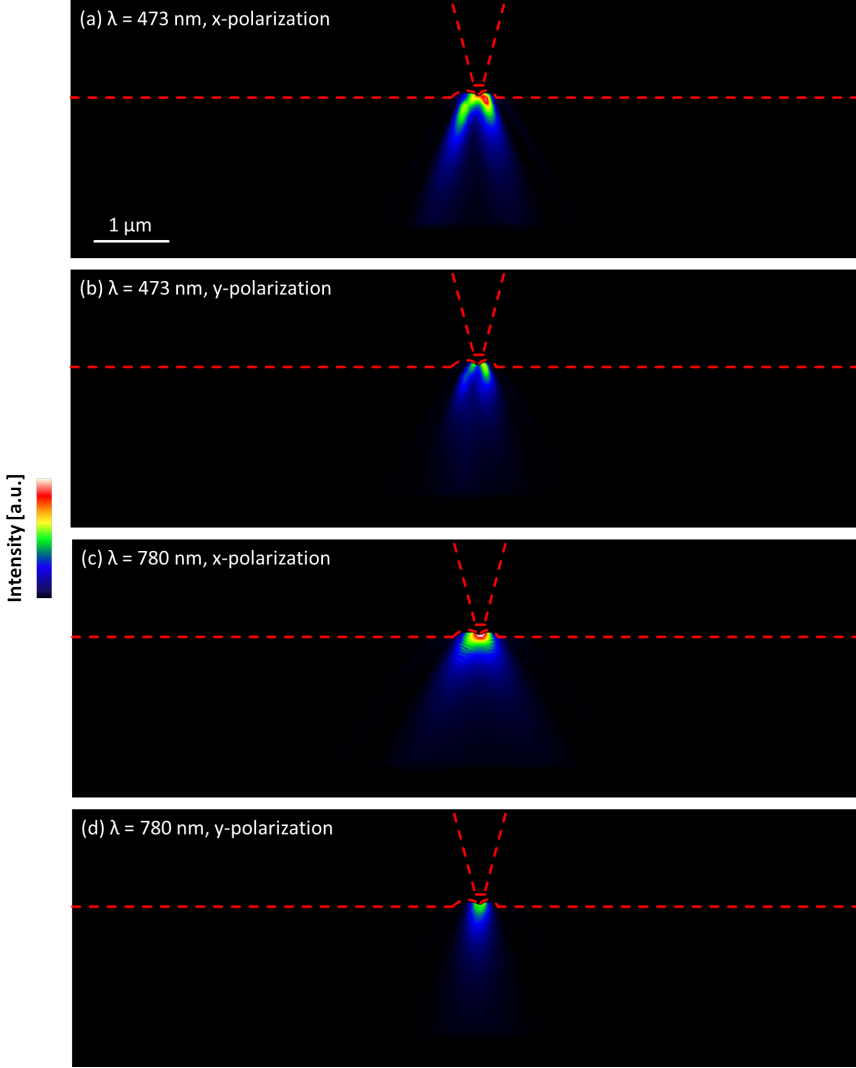 (a) λ = 473 nm, x-polarization
1 μm
(b) λ = 473 nm, y-polarization
Intensity [a.u.]
(c) λ = 780 nm, x-polarization
(d) λ = 780 nm, y-polarization